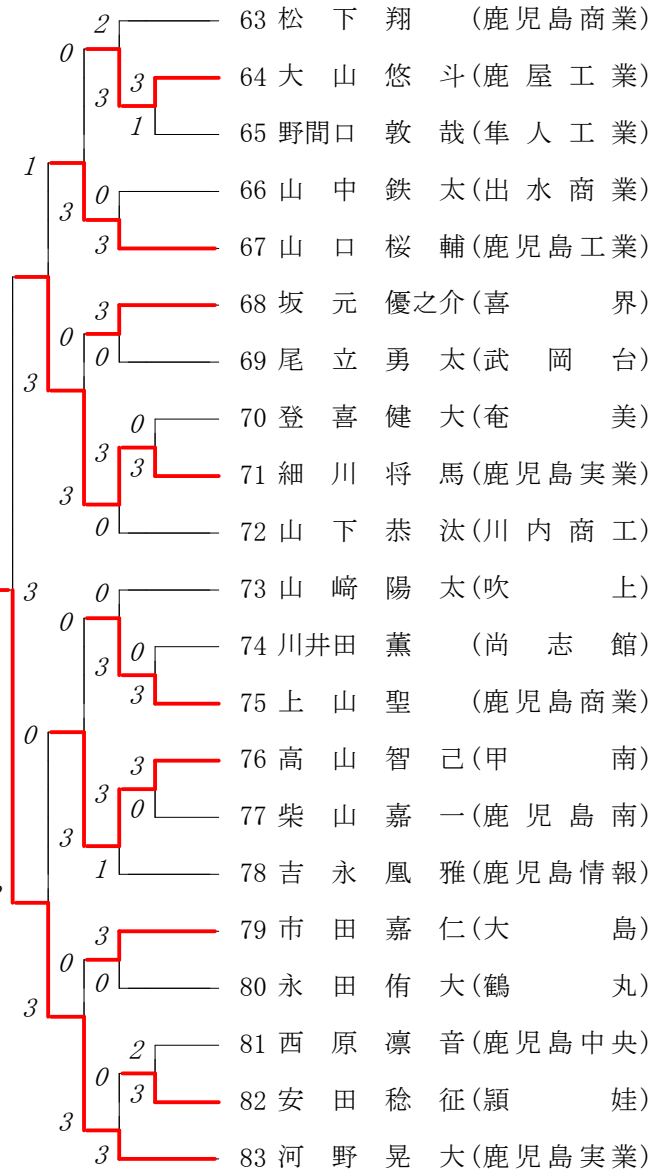 2
63 松下翔 (鹿児島商業)
0
3 3
64 大山悠斗 (鹿屋工業)
1
65 野間口敦哉 (隼人工業)
1
0
66 山中鉄太 (出水商業)
3
3
67 山口桜輔 (鹿児島工業)
3
68 坂元優之介 (喜界)
0
0
69 尾立勇太 (武岡台)
3
0
70 登喜健大 (奄美)
3
3
71 細川将馬 (鹿児島実業)
3
0
72 山下恭汰 (川内商工)
3
0
73 山﨑陽太 (吹上)
0
0
74 川井田薫 (尚志館)
3
3
75 上山聖 (鹿児島商業)
0
3
76 高山智己 (甲南)
3
0
77 柴山嘉一 (鹿児島南)
3
1
78 吉永凰雅 (鹿児島情報)
3
79 市田嘉仁 (大島)
0
0
80 永田侑大 (鶴丸)
3
2
81 西原凛音 (鹿児島中央)
0
3
82 安田稔征 (頴娃)
3
3
83 河野晃大 (鹿児島実業)